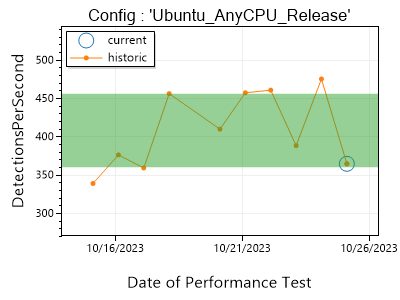 Config : 'Ubuntu_AnyCPU_Release'
current
historic
DetectionsPerSecond
500
450
400
350
300
10/16/2023
10/21/2023
10/26/2023
Date of Performance Test